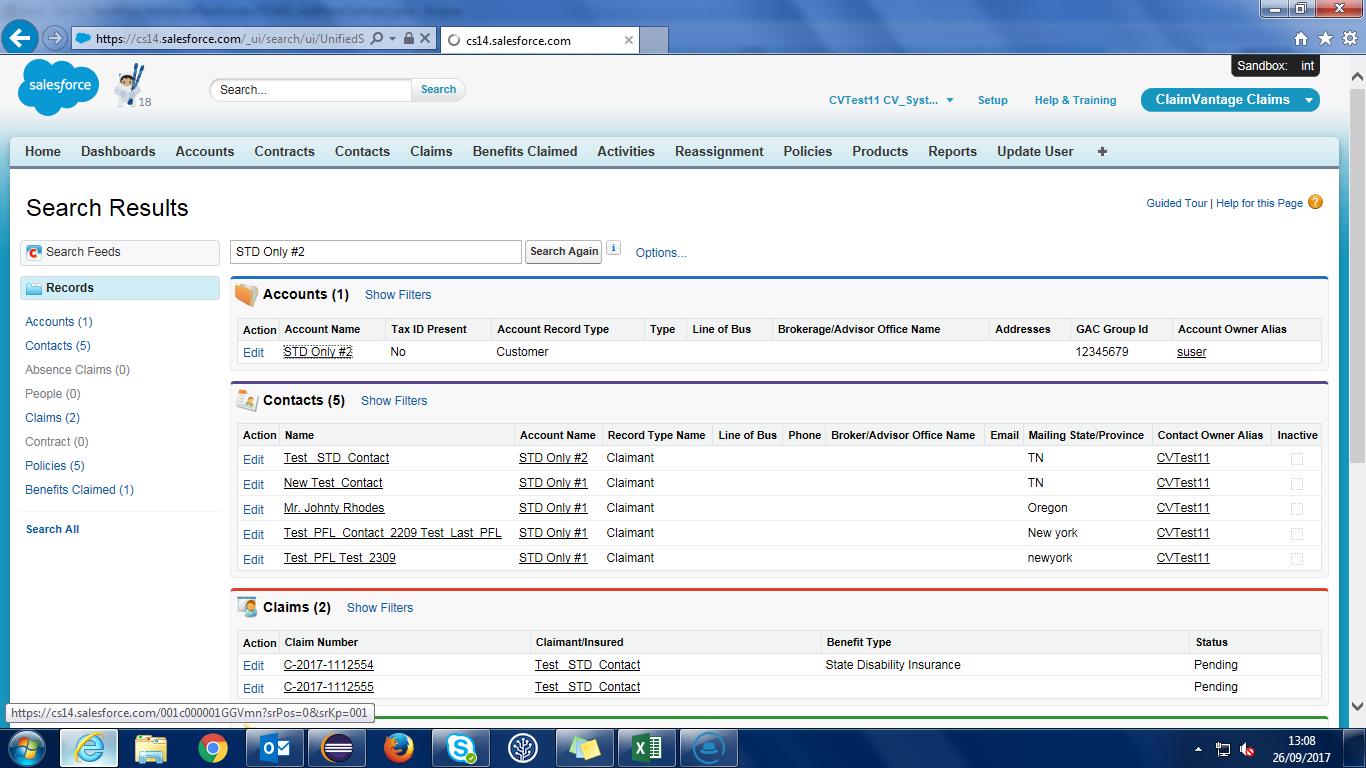 https://cs14.salesforce.com/_ui/search/ui/UnifiedS
cs14.salesforce.com
Sandbox: int
salesforce
18
Search...
Search
CVTest11 CV_Syst...
Setup
Help & Training
ClaimVantage Claims
Home Dashboards Accounts Contracts Contacts Claims Benefits Claimed Activities Reassignment Policies Products Reports Update User +
Search Results
Guided Tour | Help for this Page ?
Search Feeds
STD Only #2
Search Again
i
Options...
Records
Accounts (1)
Contacts (5)
Absence Claims (0)
People (0)
Claims (2)
Contract (0)
Policies (5)
Benefits Claimed (1)
Search All
Accounts (1) Show Filters
Action Account Name Tax ID Present Account Record Type Type Line of Bus Brokerage/Advisor Office Name Addresses GAC Group Id Account Owner Alias
Edit STD Only #2 No Customer 12345679 suser
Contacts (5) Show Filters
Action Name Account Name Record Type Name Line of Bus Phone Broker/Advisor Office Name Email Mailing State/Province Contact Owner Alias Inactive
Edit Test_ STD_Contact STD Only #2 Claimant TN CVTest11
Edit New Test_Contact STD Only #1 Claimant TN CVTest11
Edit Mr. Johnty Rhodes STD Only #1 Claimant Oregon CVTest11
Edit Test_PFL_Contact_2209 Test_Last_PFL STD Only #1 Claimant New york CVTest11
Edit Test_PFL Test_2309 STD Only #1 Claimant newyork CVTest11
Claims (2) Show Filters
Action Claim Number Claimant/Insured Benefit Type Status
Edit C-2017-1112554 Test_ STD_Contact State Disability Insurance Pending
Edit C-2017-1112555 Test_ STD_Contact Pending
https://cs14.salesforce.com/001c000001GGVmn?srPos=0&srKp=001
13:08
26/09/2017